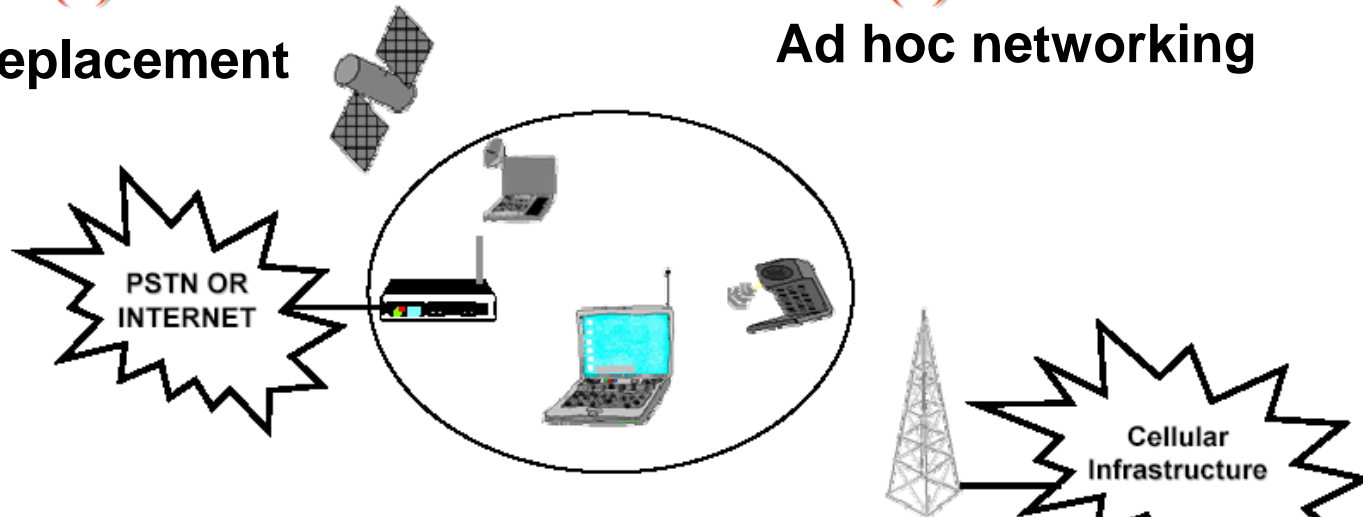 eplacement
Ad hoc networking
PSTN OR
INTERNET
Cellular
Infrastructure